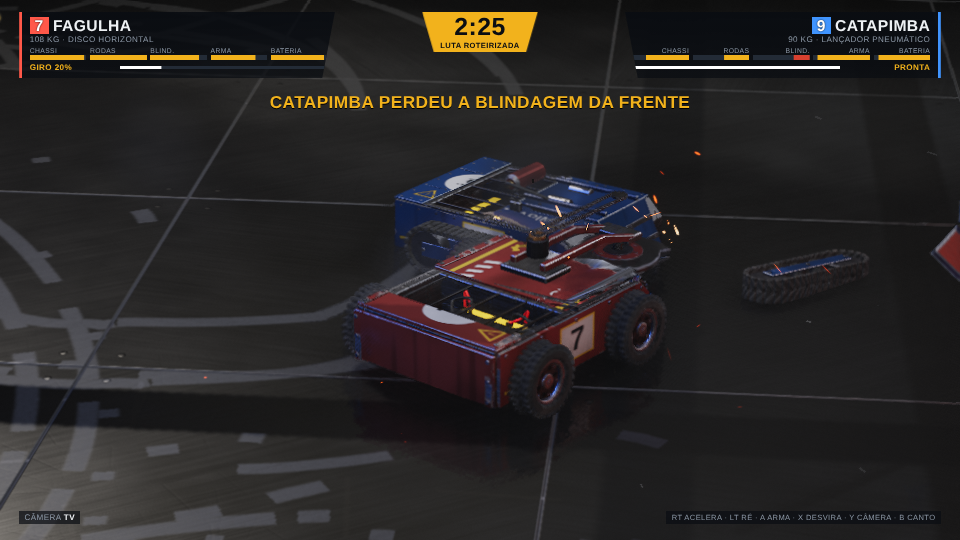 7 FAGULHA
108 KG · DISCO HORIZONTAL
CHASSI RODAS BLIND. ARMA BATERIA
GIRO 20%
2:25
LUTA ROTEIRIZADA
9 CATAPIMBA
90 KG · LANÇADOR PNEUMÁTICO
CHASSI RODAS BLIND. ARMA BATERIA
PRONTA
CATAPIMBA PERDEU A BLINDAGEM DA FRENTE
7
CÂMERA TV
RT ACELERA · LT RÉ · A ARMA · X DESVIRA · Y CÂMERA · B CANTO